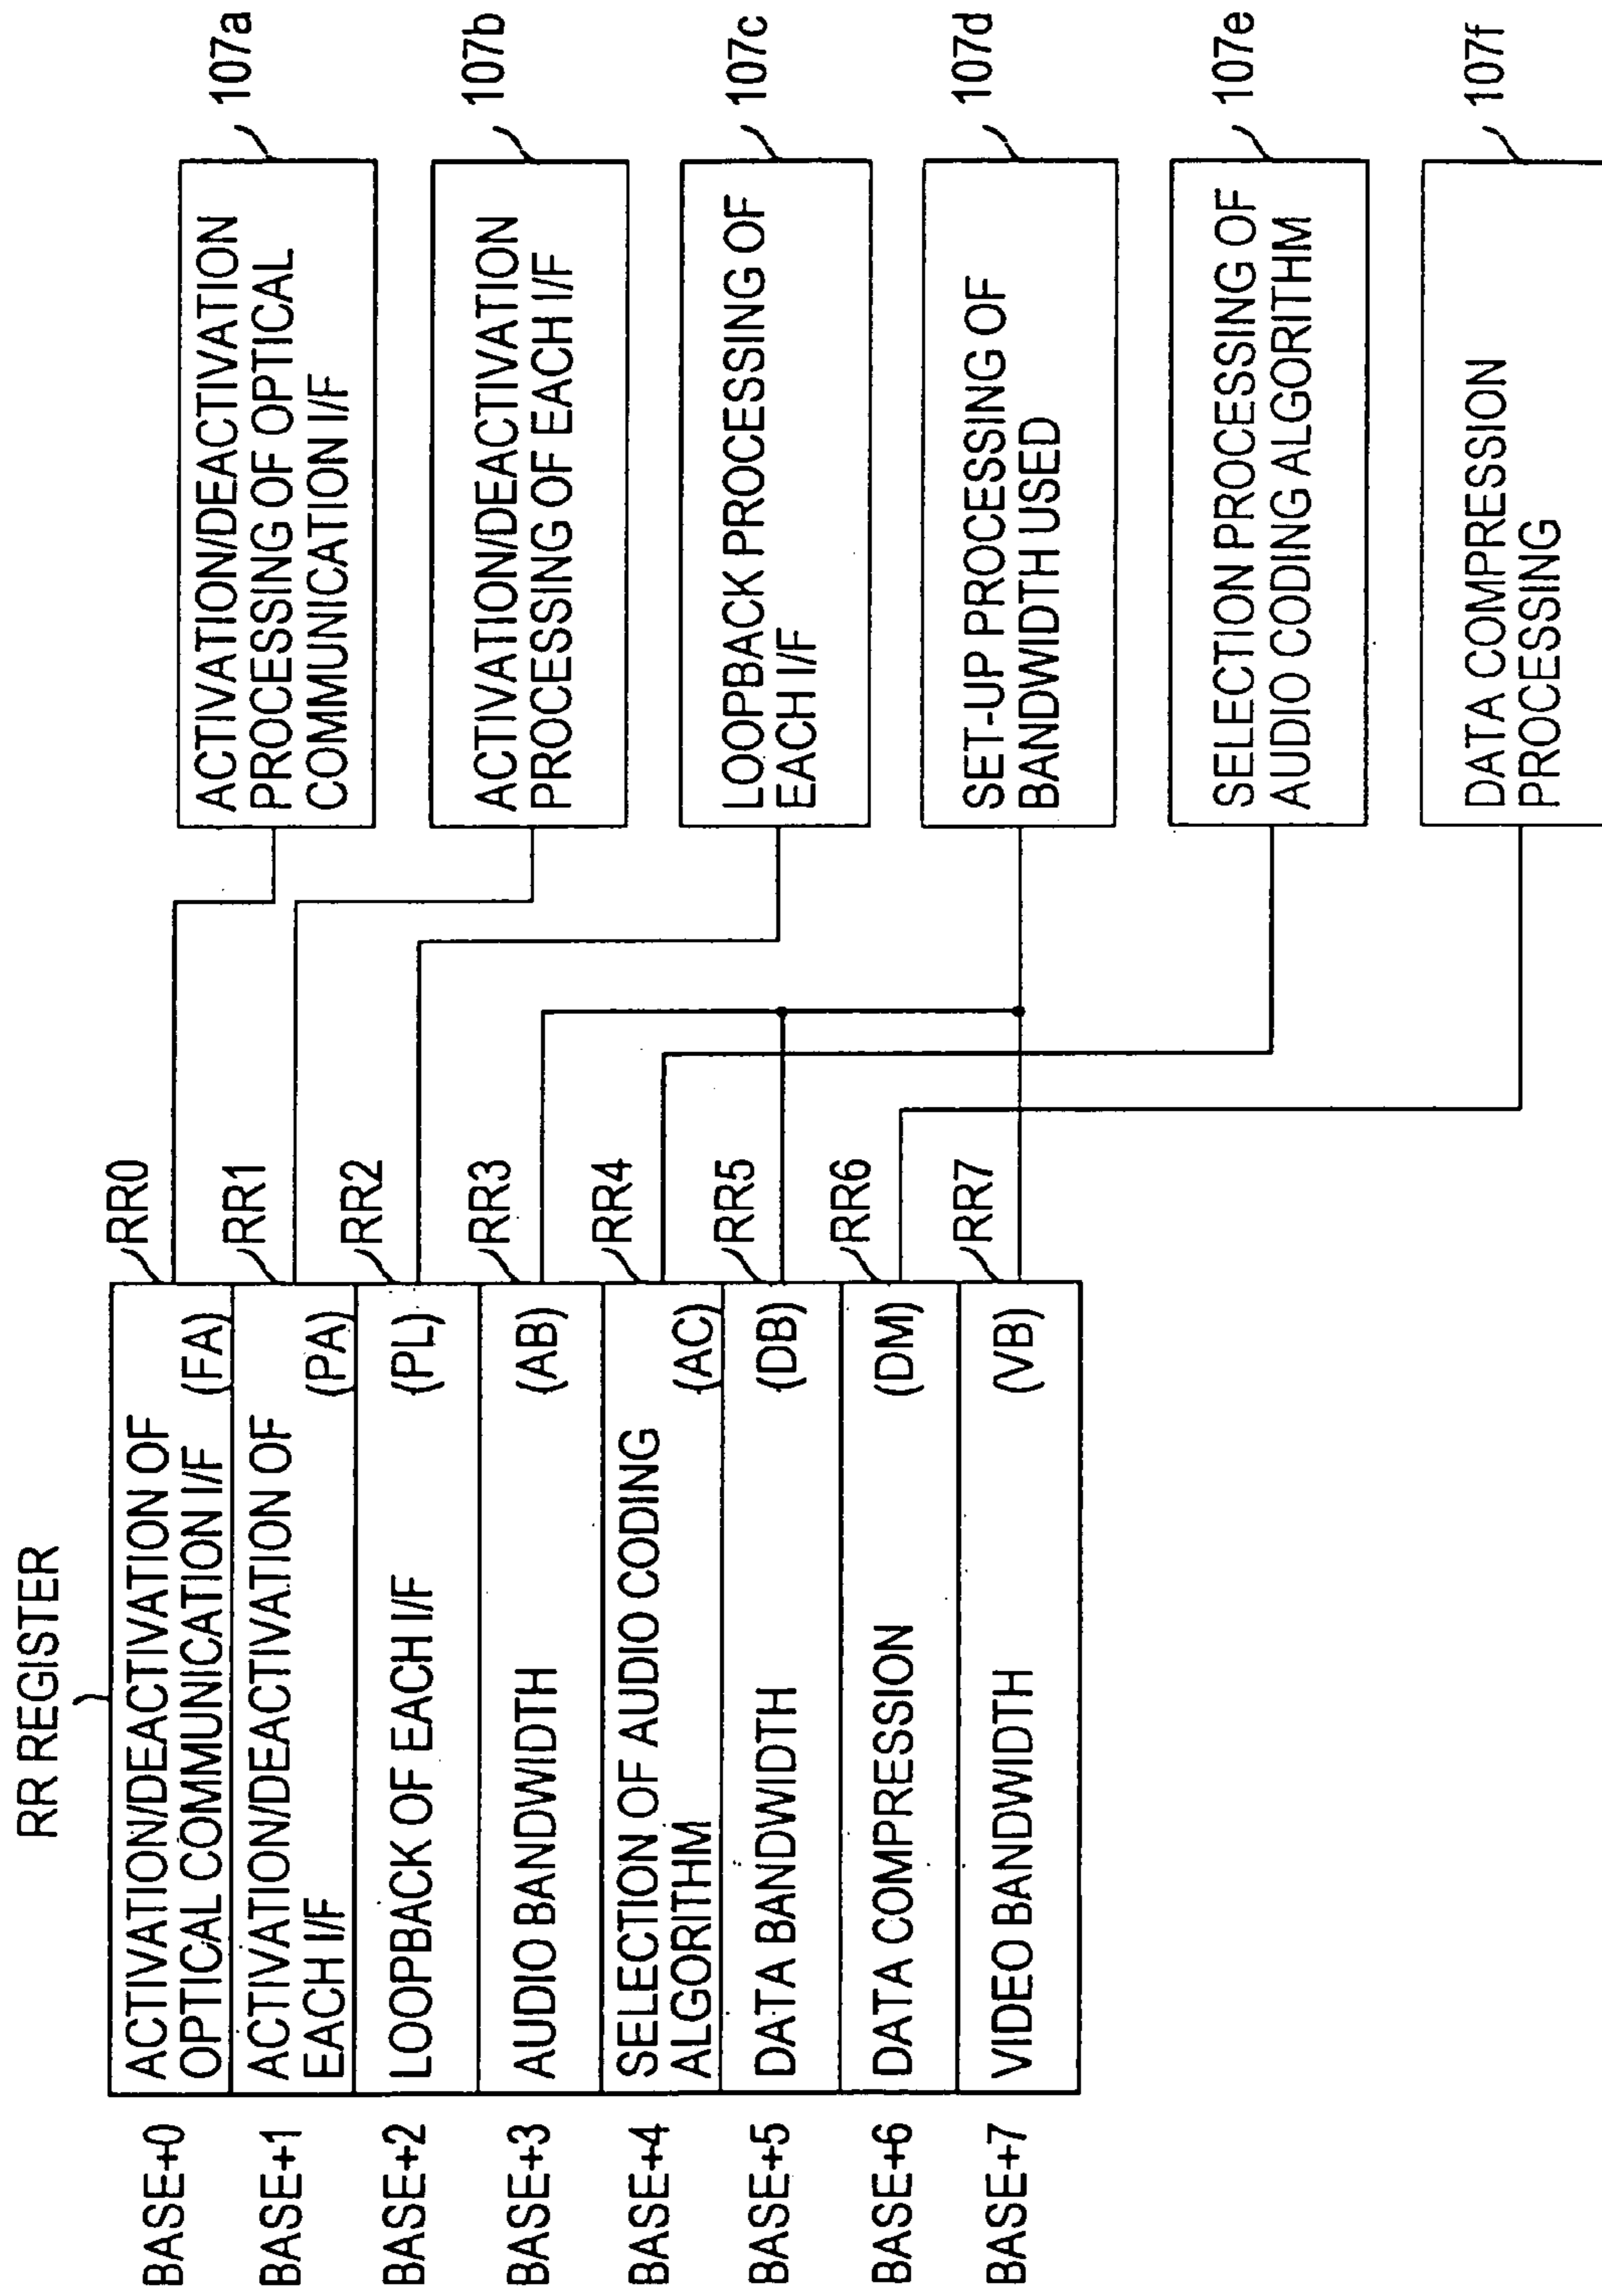 RR REGISTER
BASE+0
ACTIVATION/DEACTIVATION OF
OPTICAL COMMUNICATION I/F (FA)
RR0
BASE+1
ACTIVATION/DEACTIVATION OF
EACH I/F (PA)
RR1
BASE+2
LOOPBACK OF EACH I/F (PL)
RR2
BASE+3
AUDIO BANDWIDTH (AB)
RR3
BASE+4
SELECTION OF AUDIO CODING
ALGORITHM (AC)
RR4
BASE+5
DATA BANDWIDTH (DB)
RR5
BASE+6
DATA COMPRESSION (DM)
RR6
BASE+7
VIDEO BANDWIDTH (VB)
RR7
ACTIVATION/DEACTIVATION
PROCESSING OF OPTICAL
COMMUNICATION I/F
107a
ACTIVATION/DEACTIVATION
PROCESSING OF EACH I/F
107b
LOOPBACK PROCESSING OF
EACH I/F
107c
SET-UP PROCESSING OF
BANDWIDTH USED
107d
SELECTION PROCESSING OF
AUDIO CODING ALGORITHM
107e
DATA COMPRESSION
PROCESSING
107f